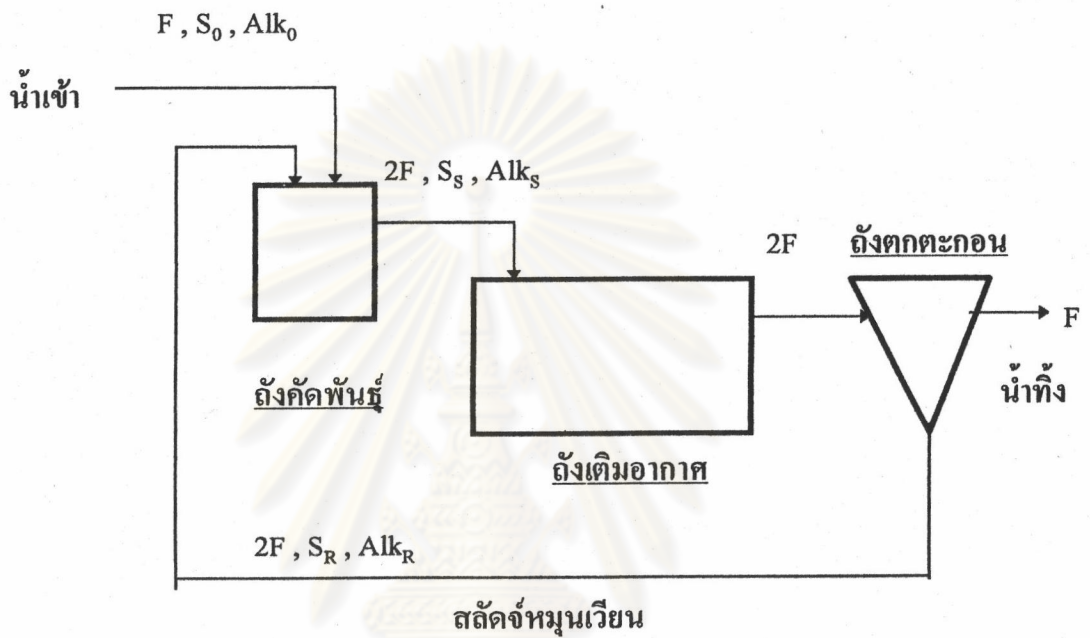 F , S₀ , Alk₀
น้ำเข้า
2F , Sₛ , Alkₛ
2F
ถังตกตะกอน
F
น้ำทิ้ง
ถังคัดพันธุ์
ถังเติมอากาศ
2F , S_R , Alk_R
สลัดจ์หมุนเวียน